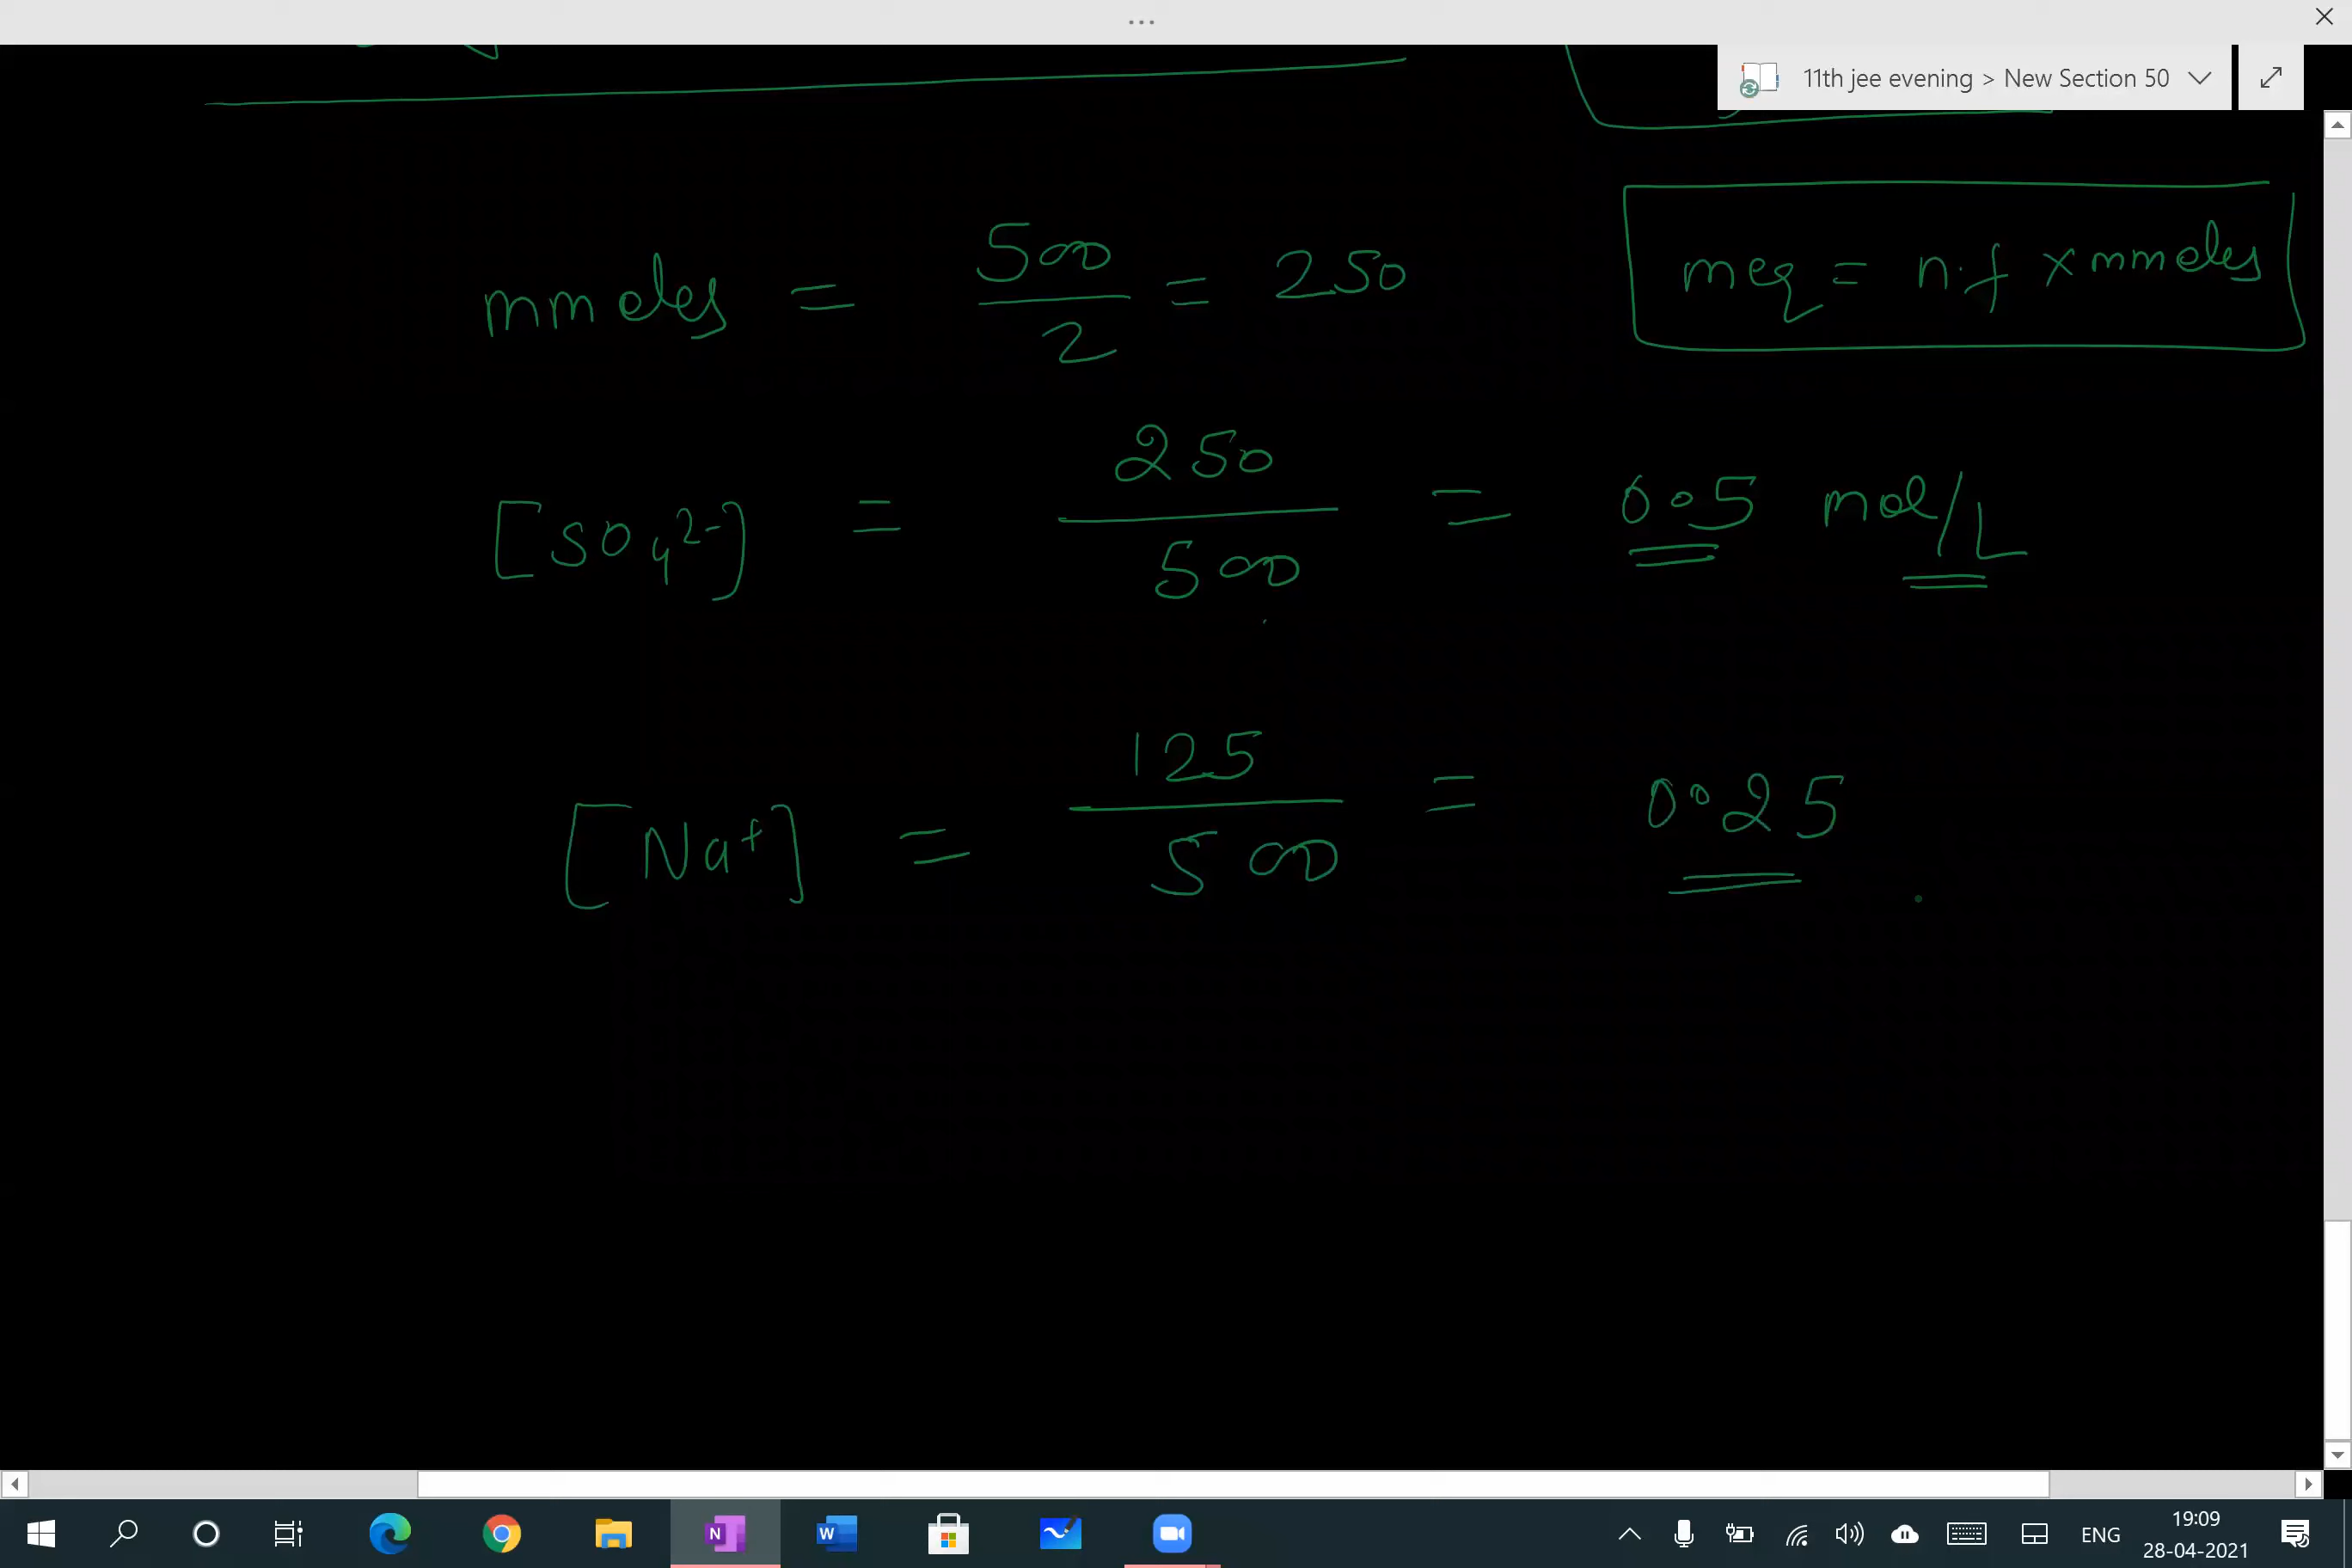 11th jee evening > New Section 50
mmoles = 500/2 = 250
meq = n.f × mmoles
[SO4^2-] = 250/500 = 0.5 mol/L
[Na+] = 125/500 = 0.25
ENG
19:09
28-04-2021